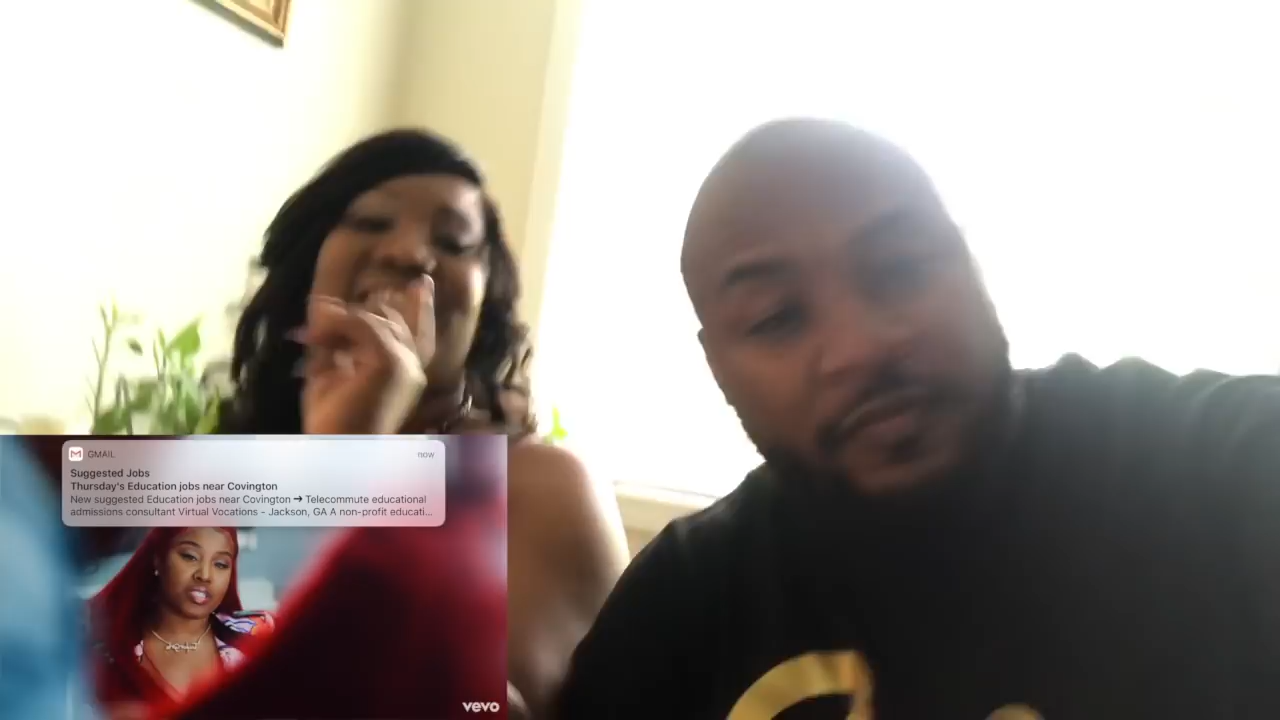 GMAIL
now
Suggested Jobs
Thursday's Education jobs near Covington
New suggested Education jobs near Covington ➔ Telecommute educational
admissions consultant Virtual Vocations - Jackson, GA A non-profit educati...
vevo